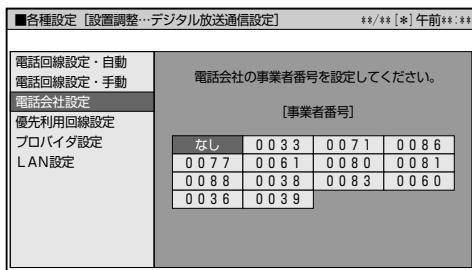 ■各種設定［設置調整…デジタル放送通信設定］ **/**［*］午前**:**
電話回線設定・自動
電話回線設定・手動
電話会社設定
優先利用回線設定
プロバイダ設定
ＬＡＮ設定
電話会社の事業者番号を設定してください。
［事業者番号］
なし ００３３ ００７１ ００８６
００７７ ００６１ ００８０ ００８１
００８８ ００３８ ００８３ ００６０
００３６ ００３９